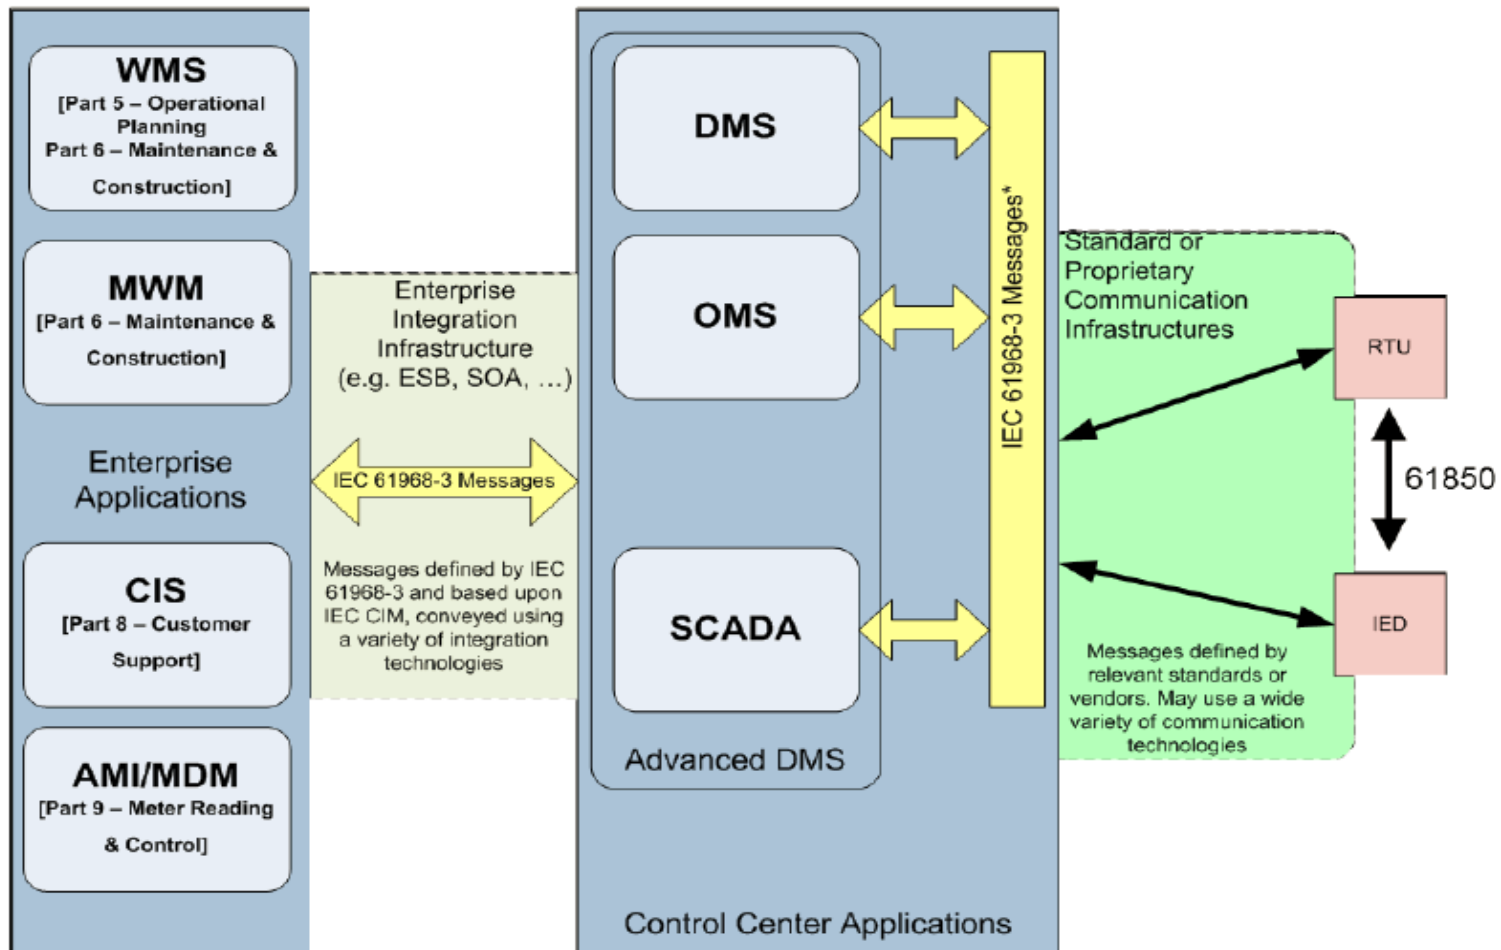 WMS
[Part 5 – Operational
Planning
Part 6 – Maintenance &
Construction]
MWM
[Part 6 – Maintenance &
Construction]
Enterprise
Applications
CIS
[Part 8 – Customer
Support]
AMI/MDM
[Part 9 – Meter Reading
& Control]
Enterprise
Integration
Infrastructure
(e.g. ESB, SOA, …)
IEC 61968-3 Messages
Messages defined by IEC
61968-3 and based upon
IEC CIM, conveyed using
a variety of integration
technologies
DMS
OMS
SCADA
Advanced DMS
IEC 61968-3 Messages*
Control Center Applications
Standard or
Proprietary
Communication
Infrastructures
Messages defined by
relevant standards or
vendors. May use a wide
variety of communication
technologies
RTU
61850
IED